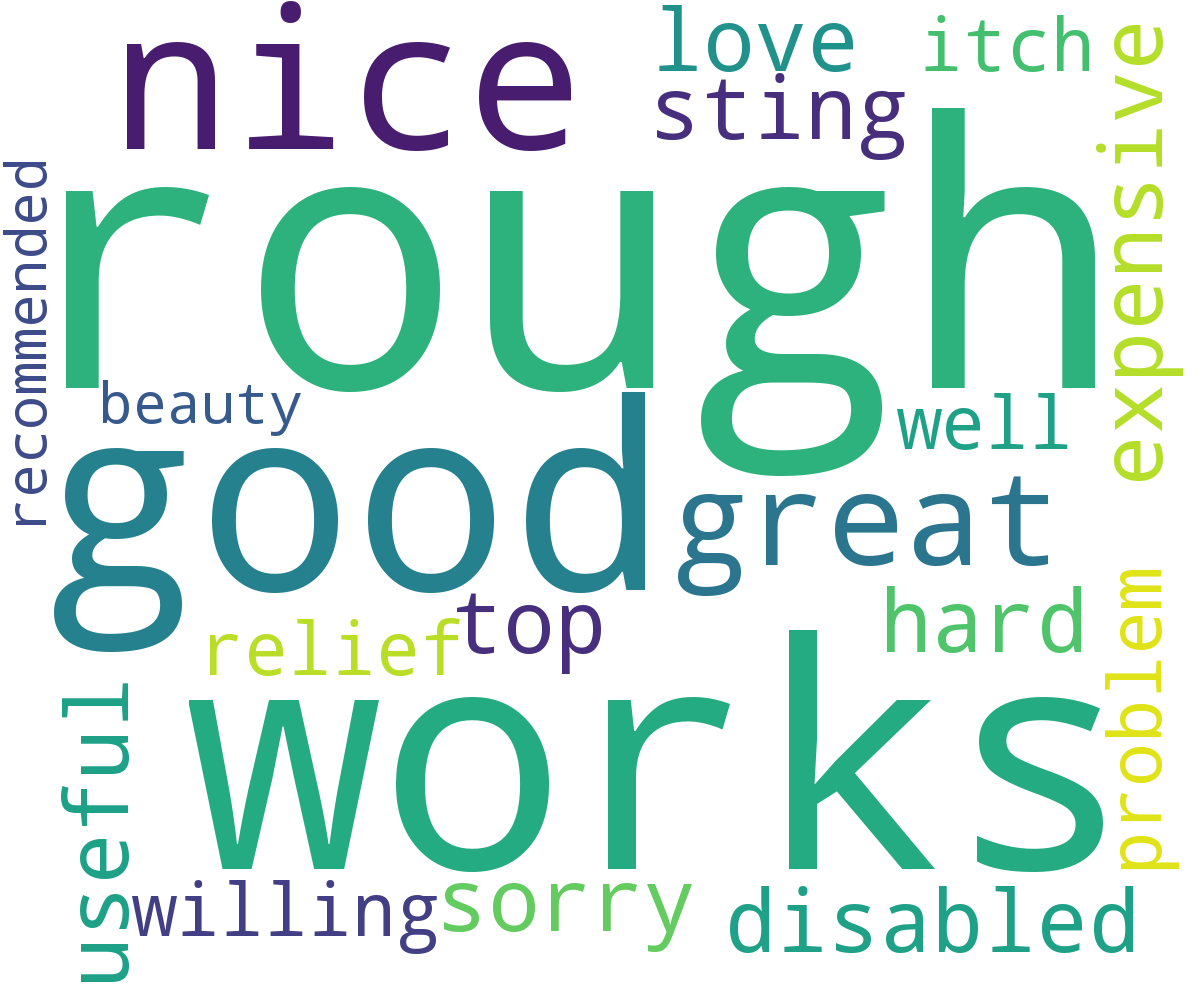 nice
love
itch
sting
expensive
recommended
rough
beauty
well
good
great
relief
top
hard
problem
useful
works
willing
sorry
disabled